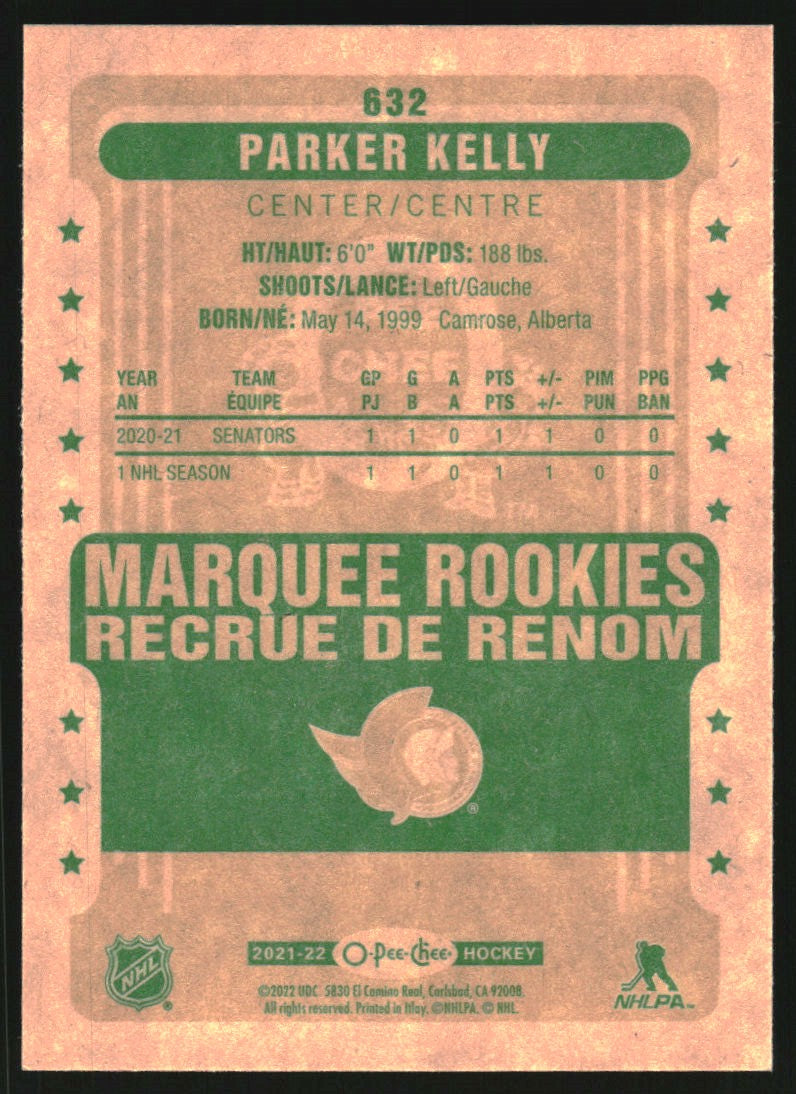 632
PARKER KELLY
CENTER/CENTRE
HT/HAUT: 6'0" WT/PDS: 188 lbs.
SHOOTS/LANCE: Left/Gauche
BORN/NÉ: May 14, 1999 Camrose, Alberta
YEAR TEAM GP G A PTS +/- PIM PPG
AN ÉQUIPE PJ B A PTS +/- PUN BAN
2020-21 SENATORS 1 1 0 1 1 0 0
1 NHL SEASON 1 1 0 1 1 0 0
MARQUEE ROOKIES
RECRUE DE RENOM
®
2021-22 O-Pee-Chee® HOCKEY
NHL®
©2022 UDC 5830 El Camino Real, Carlsbad, CA 92008.
All rights reserved. Printed in Italy. ©NHLPA. © NHL.
NHLPA™